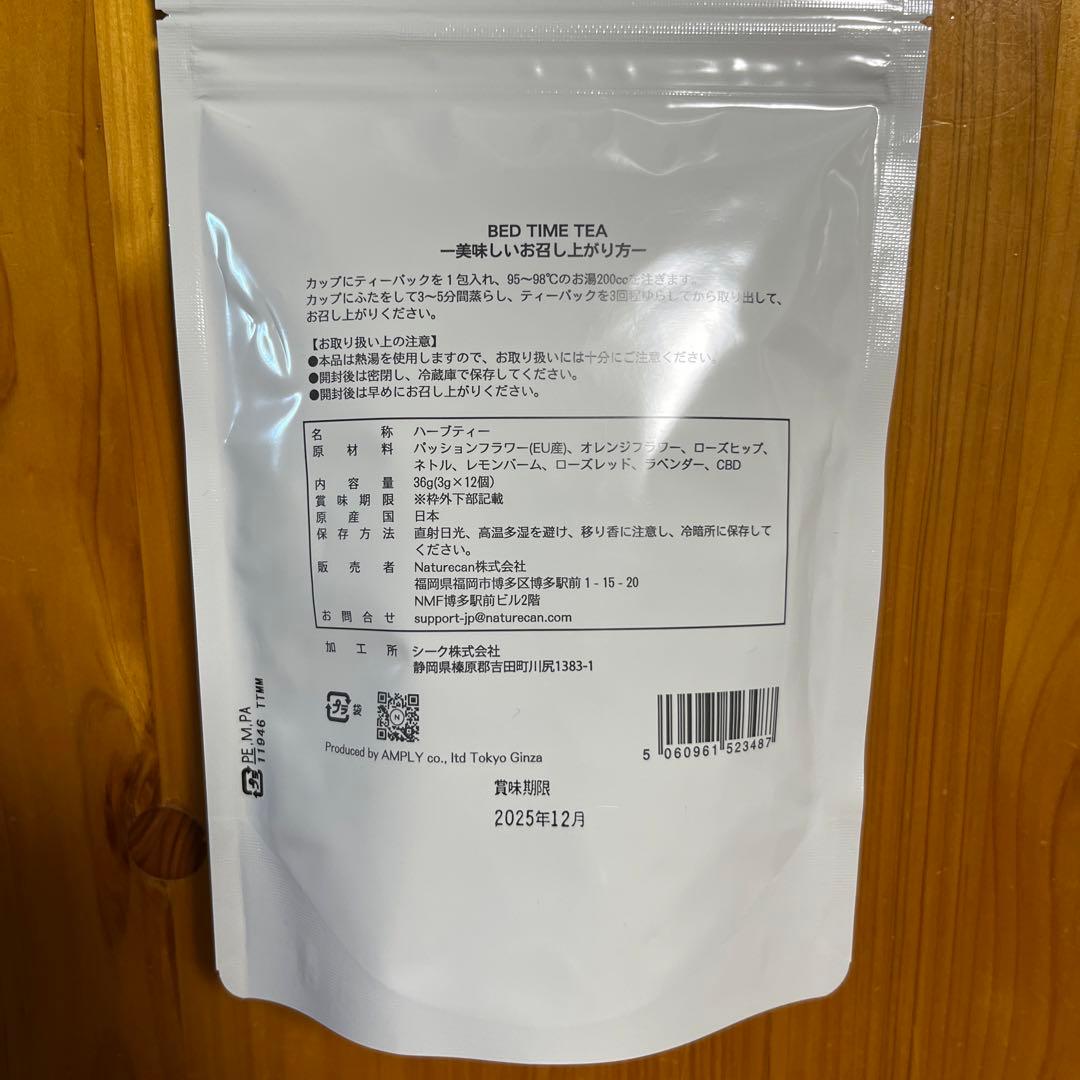 BED TIME TEA
ー美味しいお召し上がり方ー
カップにティーパックを1包入れ、95〜98℃のお湯200ccを注ぎます。
カップにふたをして3〜5分間蒸らし、ティーパックを3回程ゆらしてから取り出して、
お召し上がりください。
【お取り扱い上の注意】
●本品は熱湯を使用しますので、お取り扱いには十分にご注意ください。
●開封後は密閉し、冷蔵庫で保存してください。
●開封後は早めにお召し上がりください。
名称 ハーブティー
原材料 パッションフラワー(EU産)、オレンジフラワー、ローズヒップ、
ネトル、レモンバーム、ローズレッド、ラベンダー、CBD
内容量 36g(3g×12個)
賞味期限 ※枠外下部記載
原産国 日本
保存方法 直射日光、高温多湿を避け、移り香に注意し、冷暗所に保存して
ください。
販売者 Naturecan株式会社
福岡県福岡市博多区博多駅前1-15-20
NMF博多駅前ビル2階
お問合せ support-jp@naturecan.com
加工所 シーク株式会社
静岡県榛原郡吉田町川尻1383-1
プラ 袋
N
Produced by AMPLY co., ltd Tokyo Ginza
5 060961 523487
プラ PE,M,PA
11946 TTMM
賞味期限
2025年12月